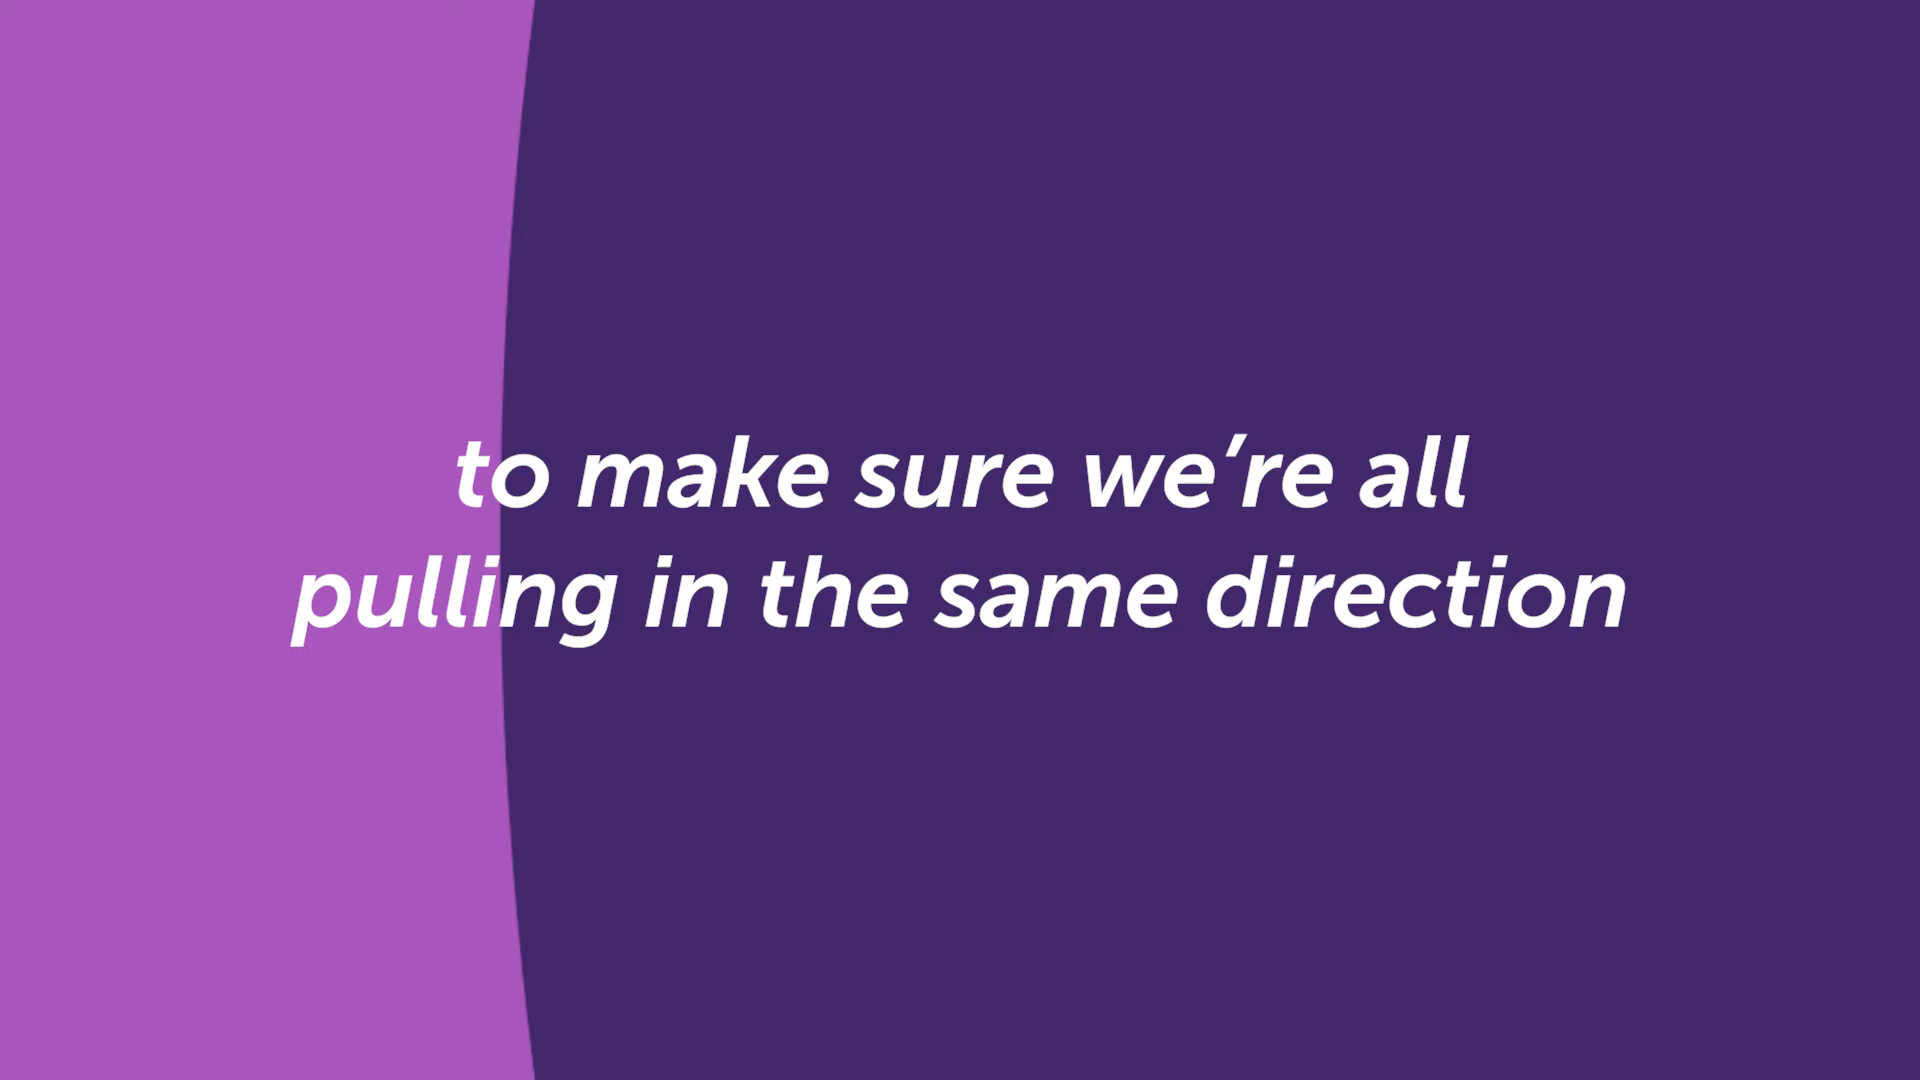 to make sure we’re all
pulling in the same direction